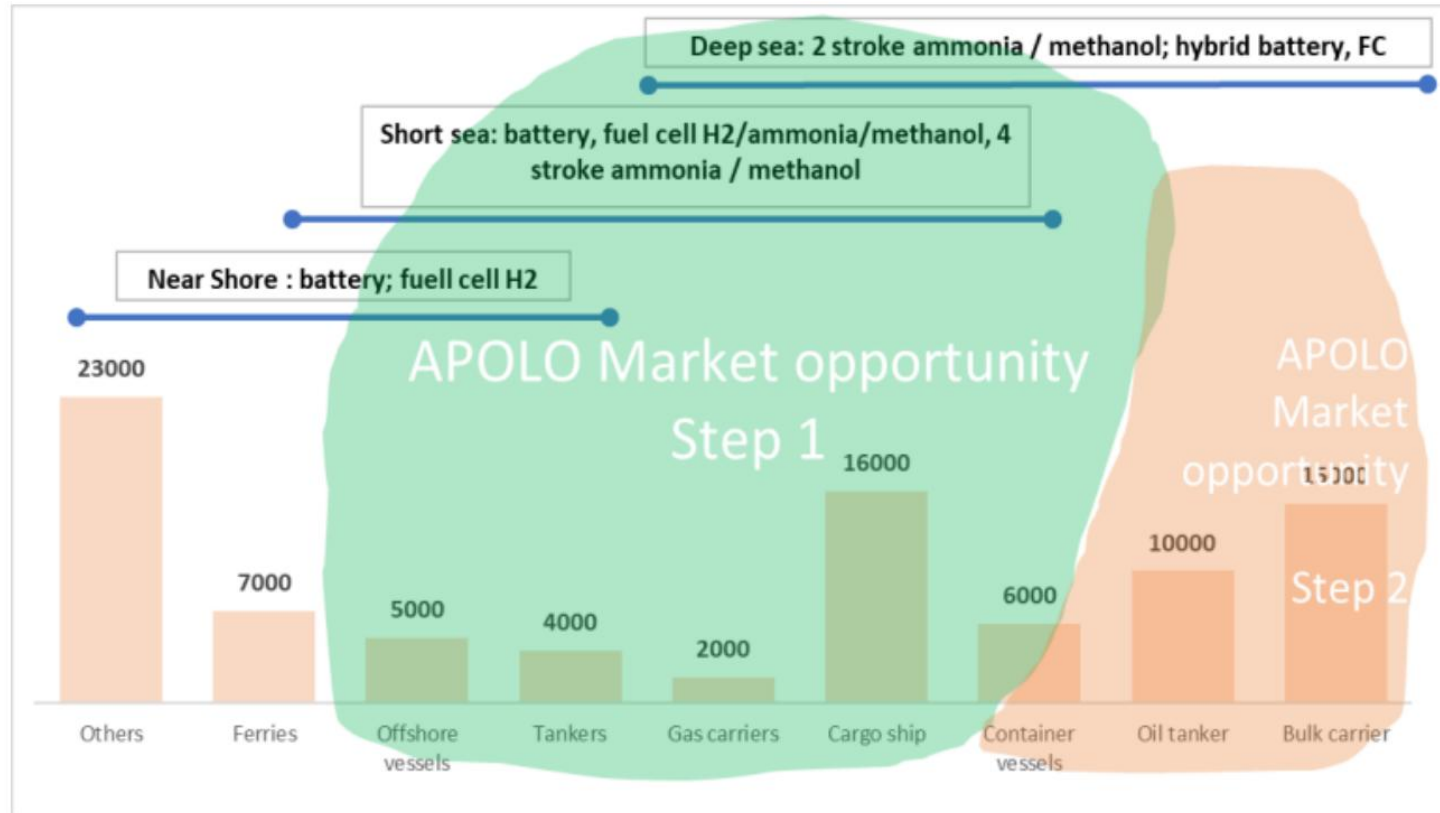 Deep sea: 2 stroke ammonia / methanol; hybrid battery, FC
Short sea: battery, fuel cell H2/ammonia/methanol, 4
stroke ammonia / methanol
Near Shore : battery; fuell cell H2
APOLO Market opportunity
Step 1
APOLO
Market
opportunity
Step 2
23000
7000
5000
4000
2000
16000
6000
10000
15000
Others
Ferries
Offshore
vessels
Tankers
Gas carriers
Cargo ship
Container
vessels
Oil tanker
Bulk carrier